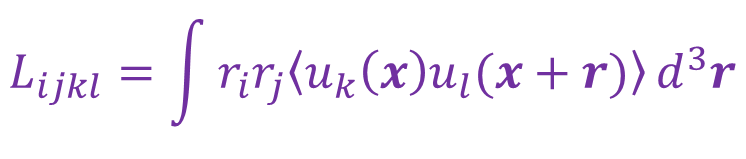 L_{ijkl} = ∫ r_i r_j ⟨u_k(𝒙)u_l(𝒙 + 𝒓)⟩ d³𝒓